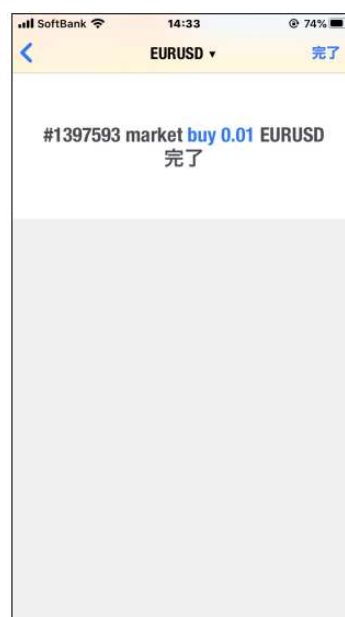 SoftBank 14:33 74%
EURUSD ▾ 完了
#1397593 market buy 0.01 EURUSD
完了